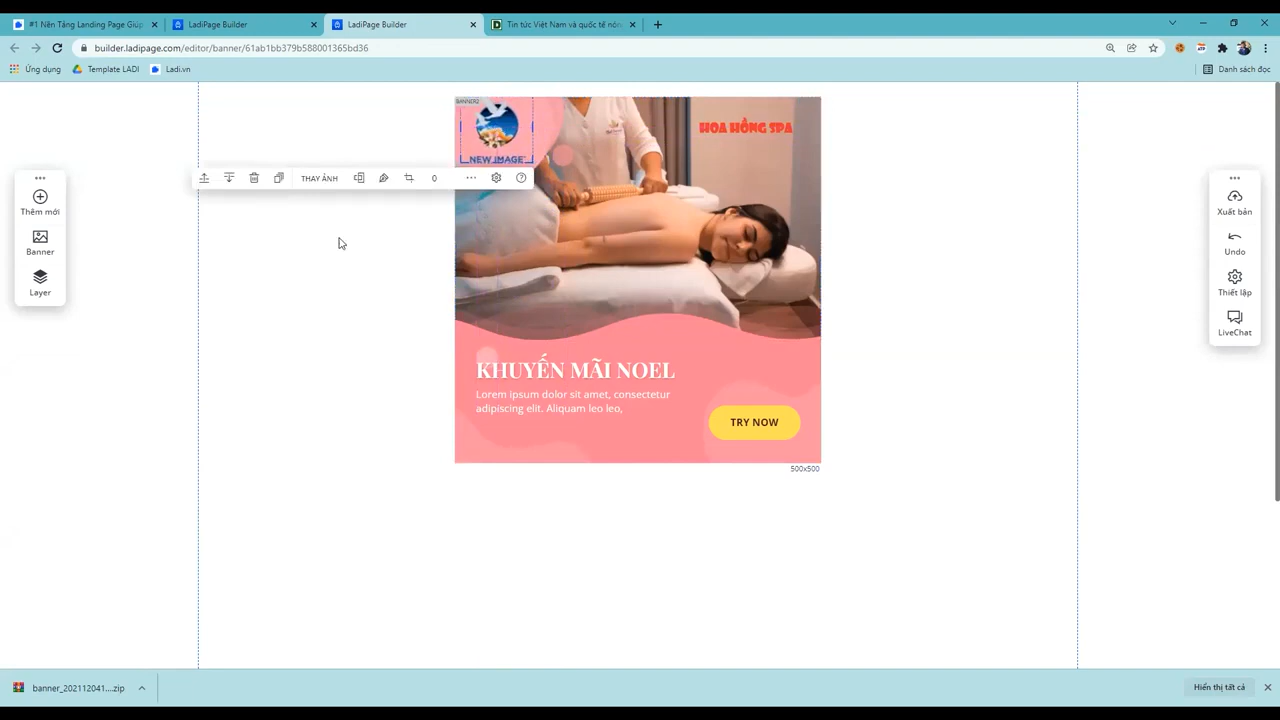 #1 Nền Tảng Landing Page Giúp
LadiPage Builder
LadiPage Builder
Tin tức Việt Nam và quốc tế nón
builder.ladipage.com/editor/banner/61ab1bb379b588001365bd36
Ứng dụng
Template LADI
Ladi.vn
Danh sách đọc
BANNER2
NEW IMAGE
HOA HỒNG SPA
THAY ẢNH
0
Thêm mới
Banner
Layer
Xuất bản
Undo
Thiết lập
LiveChat
KHUYẾN MÃI NOEL
Lorem ipsum dolor sit amet, consectetur
adipiscing elit. Aliquam leo leo,
TRY NOW
500x500
banner_202112041....zip
Hiển thị tất cả